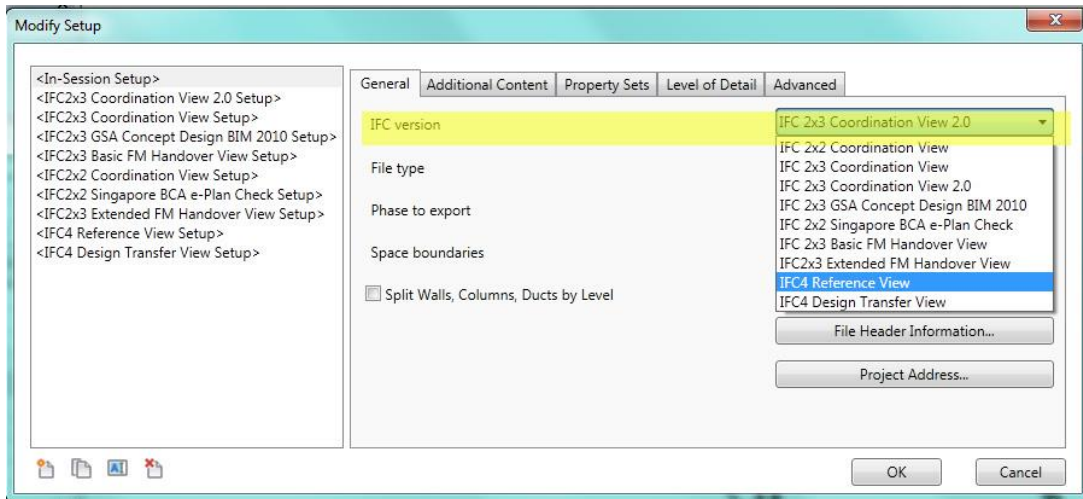 Modify Setup
<In-Session Setup>
<IFC2x3 Coordination View 2.0 Setup>
<IFC2x3 Coordination View Setup>
<IFC2x3 GSA Concept Design BIM 2010 Setup>
<IFC2x3 Basic FM Handover View Setup>
<IFC2x2 Coordination View Setup>
<IFC2x2 Singapore BCA e-Plan Check Setup>
<IFC2x3 Extended FM Handover View Setup>
<IFC4 Reference View Setup>
<IFC4 Design Transfer View Setup>
General Additional Content Property Sets Level of Detail Advanced
IFC version
IFC 2x3 Coordination View 2.0
IFC 2x2 Coordination View
IFC 2x3 Coordination View
IFC 2x3 Coordination View 2.0
IFC 2x3 GSA Concept Design BIM 2010
IFC 2x2 Singapore BCA e-Plan Check
IFC 2x3 Basic FM Handover View
IFC2x3 Extended FM Handover View
IFC4 Reference View
IFC4 Design Transfer View
File type
Phase to export
Space boundaries
Split Walls, Columns, Ducts by Level
File Header Information...
Project Address...
AI
OK Cancel